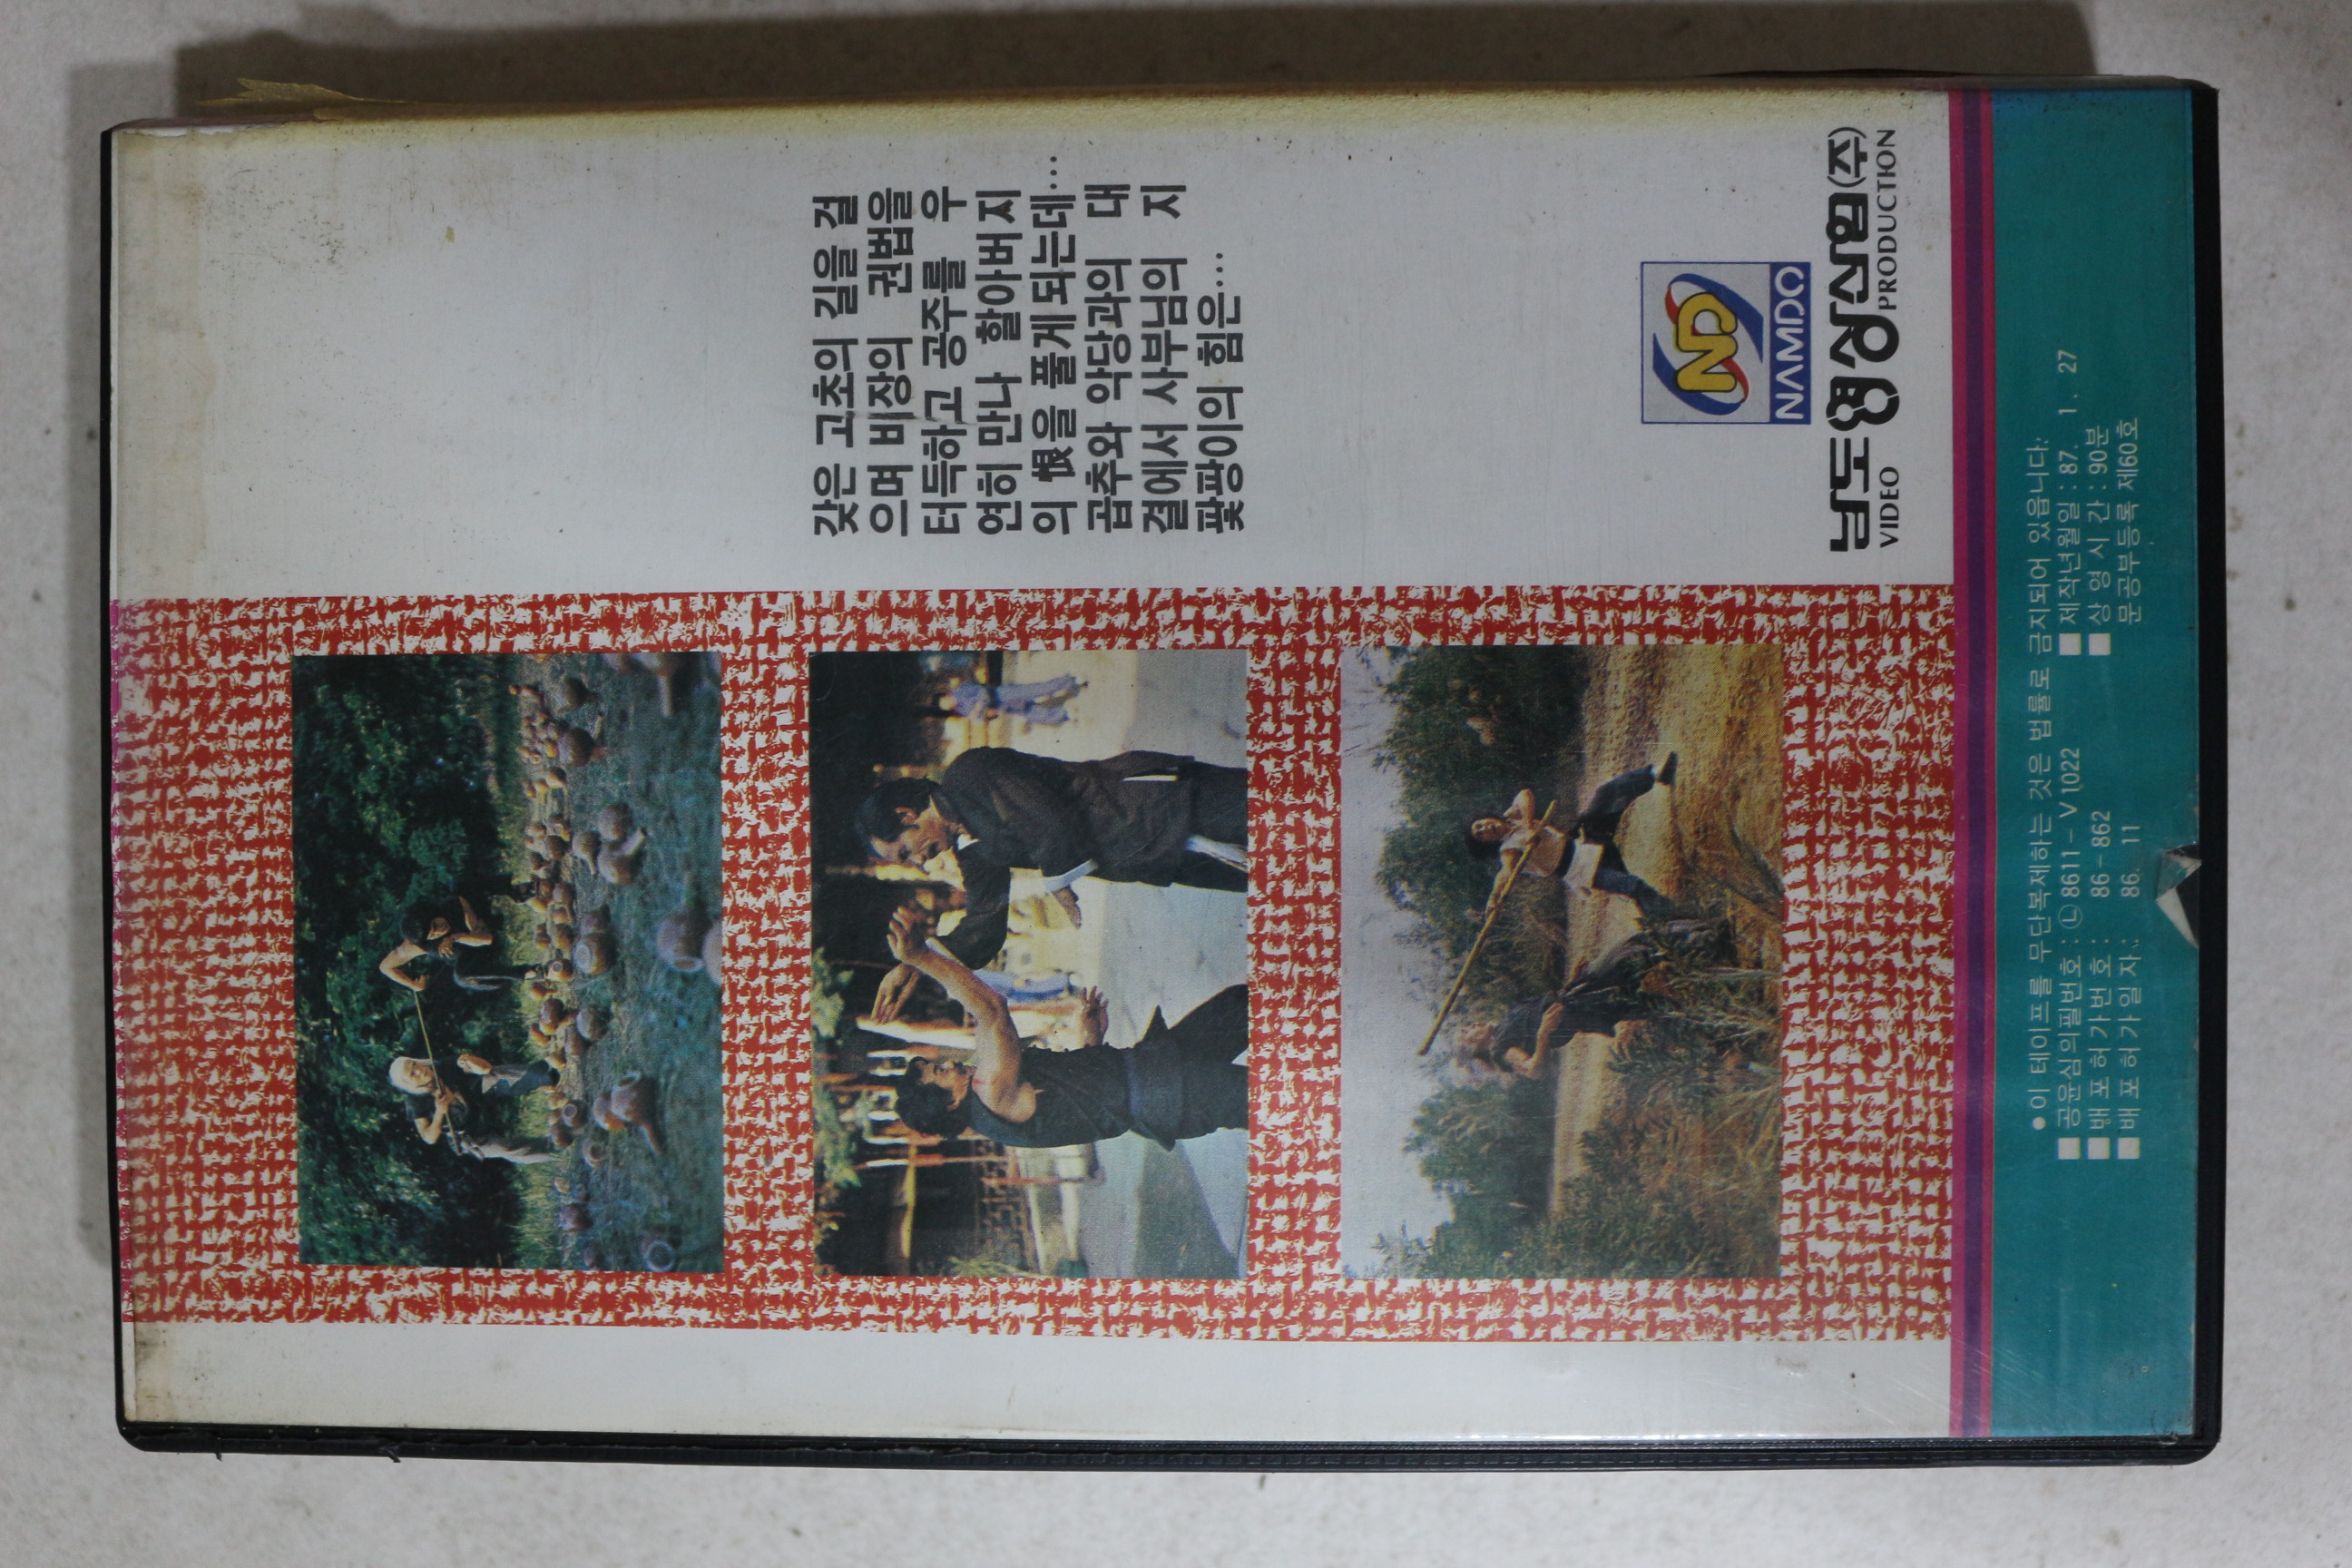 갖은 고초의 길을 걸
으며 비장의 권법을
터득하고 공주를 우
연히 만나 할아버지
의 恨을 풀게되는데…
곱추와 악당과의 대
결에서 사부님의 지
팢팡이의 힘은…
ND
NAMDO
남도영상산업(주)
VIDEO PRODUCTION
●이 테이프를 무단복제하는 것은 법률로 금지되어 있읍니다.
■공윤심의필번호 : Ⓛ8611-V1022 ■제작년월일 : 87. 1. 27
■배포허가번호 : 86-862 ■상영시간 : 90분
■배포허가일자 : 86. 11 문공부등록 제60호